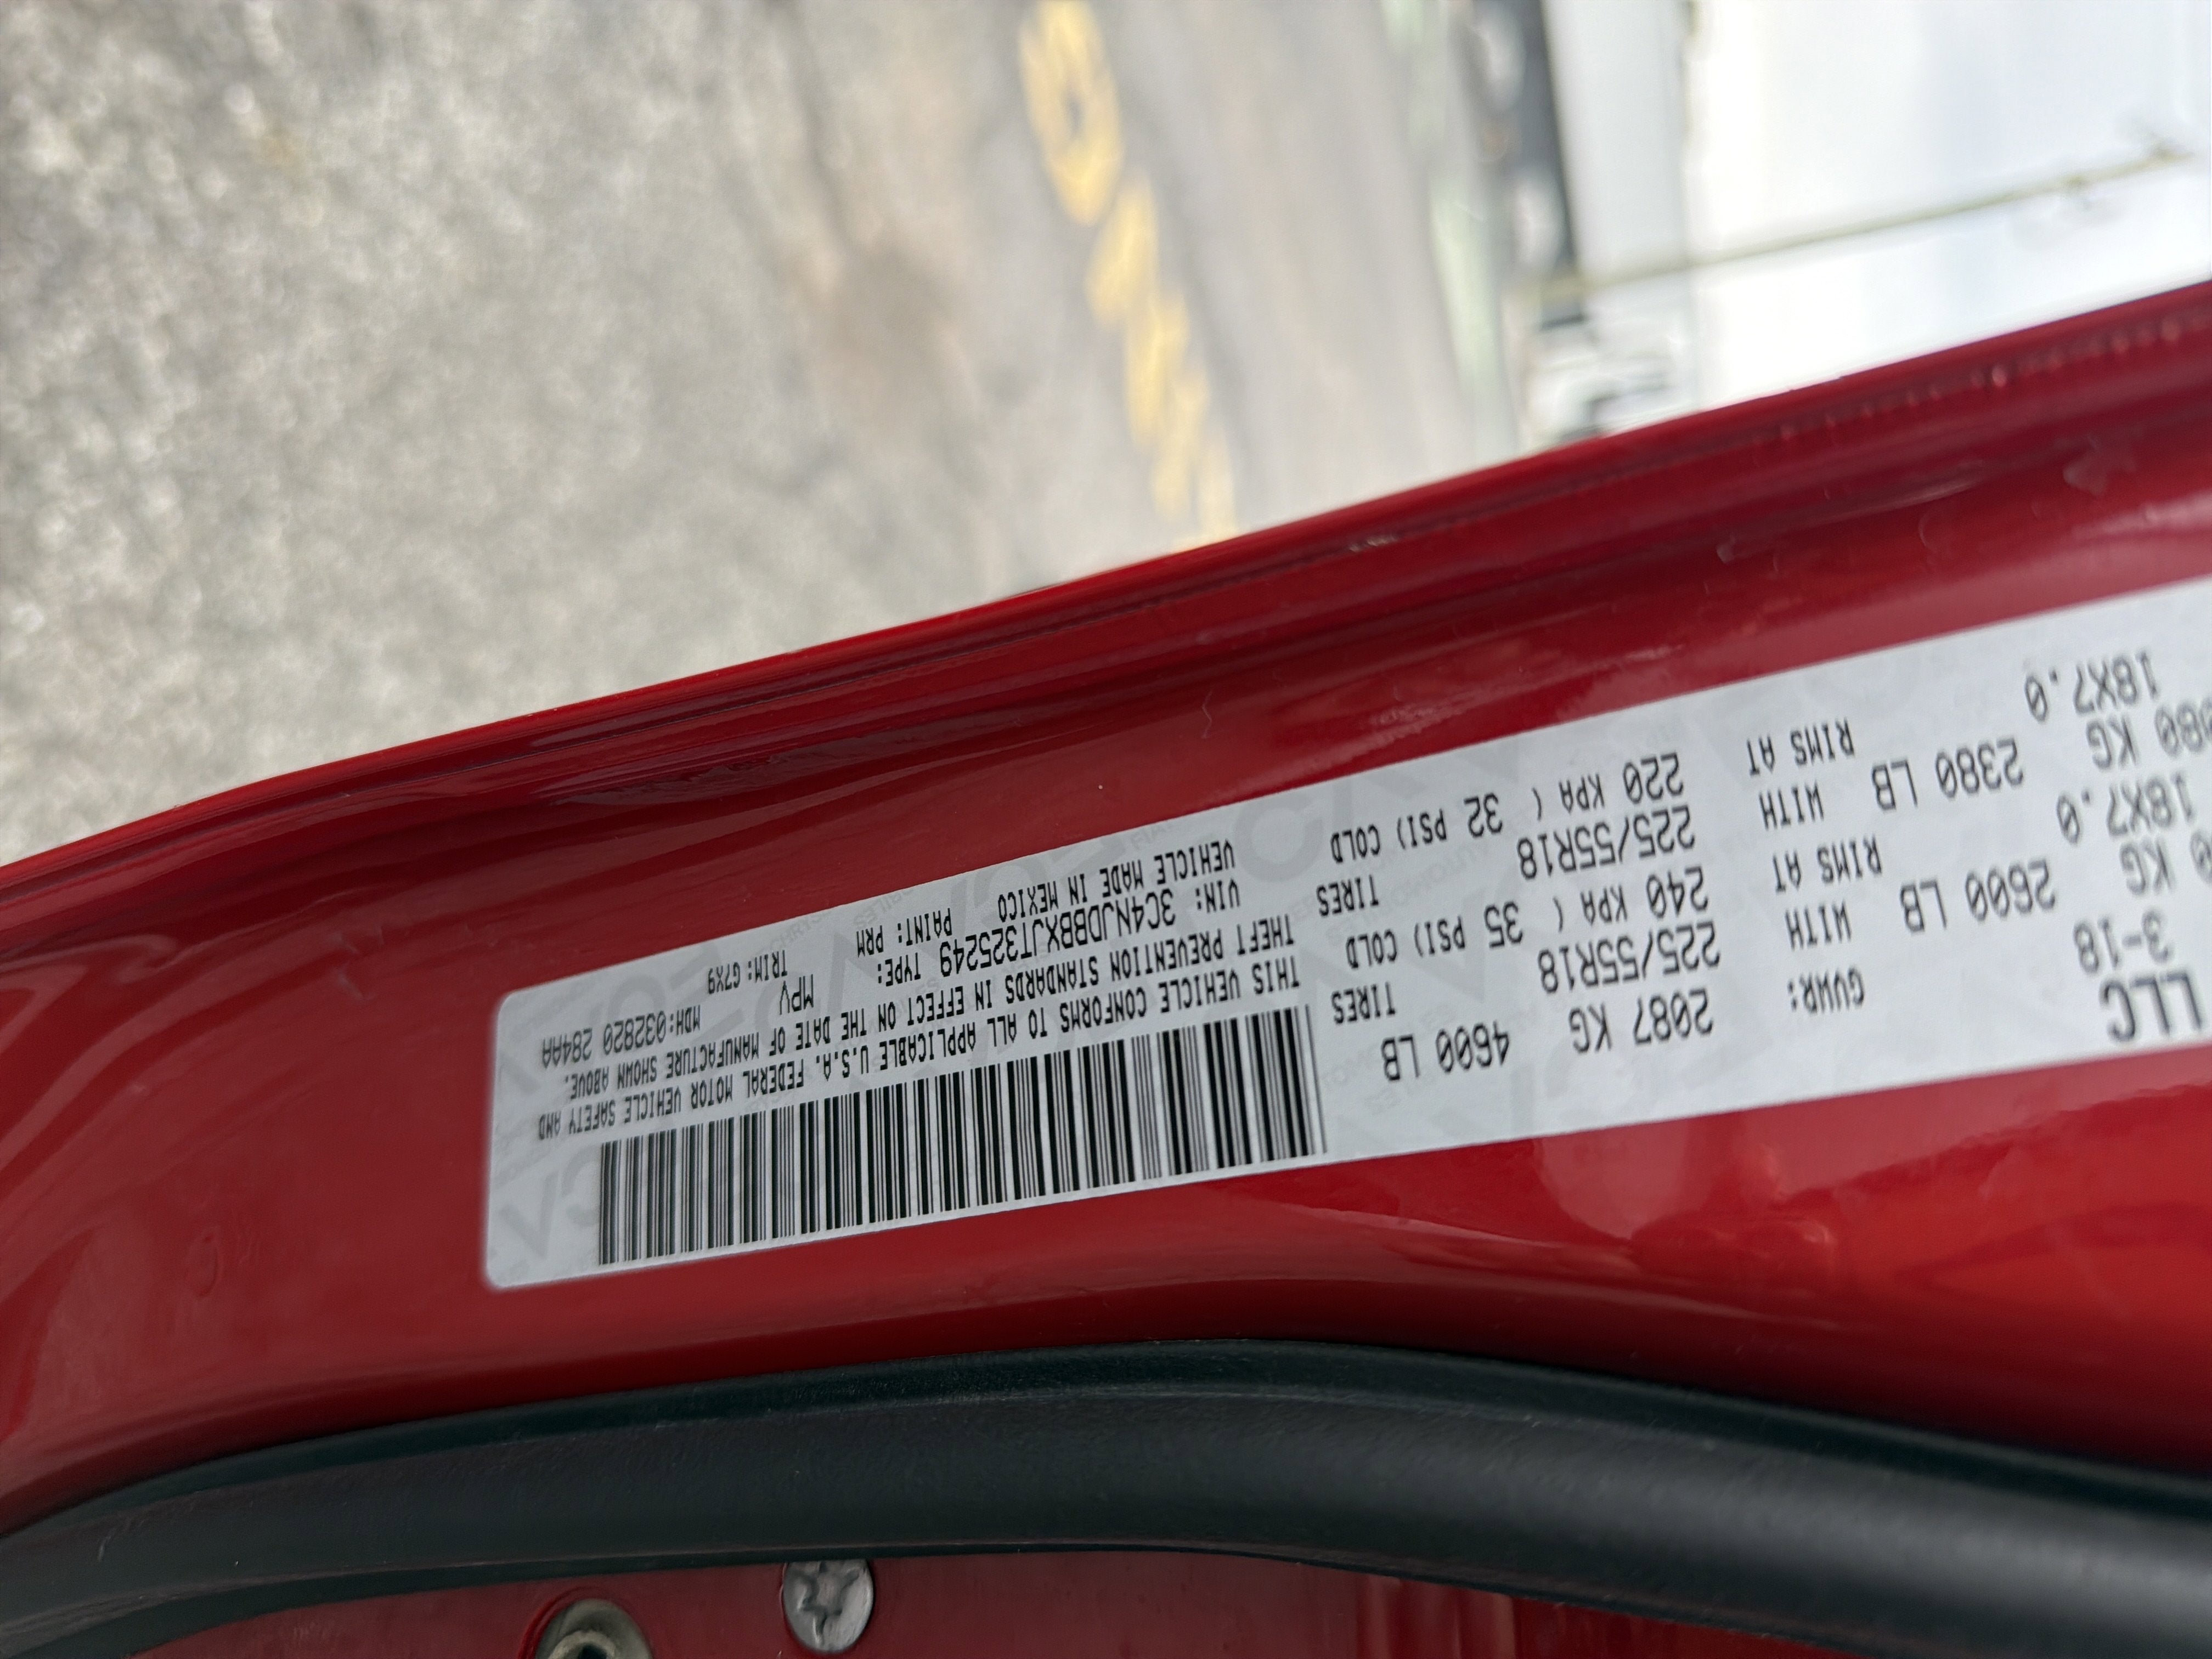 LLC
3-18 GVWR: 2087 KG 4600 LB
KG 2600 LB WITH 225/55R18 TIRES
18X7.0 RIMS AT 240 KPA ( 35 PSI) COLD
080 KG 2380 LB WITH 225/55R18 TIRES
18X7.0 RIMS AT 220 KPA ( 32 PSI) COLD
THIS VEHICLE CONFORMS TO ALL APPLICABLE U.S.A. FEDERAL MOTOR VEHICLE SAFETY AND
THEFT PREVENTION STANDARDS IN EFFECT ON THE DATE OF MANUFACTURE SHOWN ABOVE.
VIN: 3C4NJDBBXJT325249 TYPE: MPV MDH:032820 284AA
VEHICLE MADE IN MEXICO PAINT: PRM TRIM: G7X9